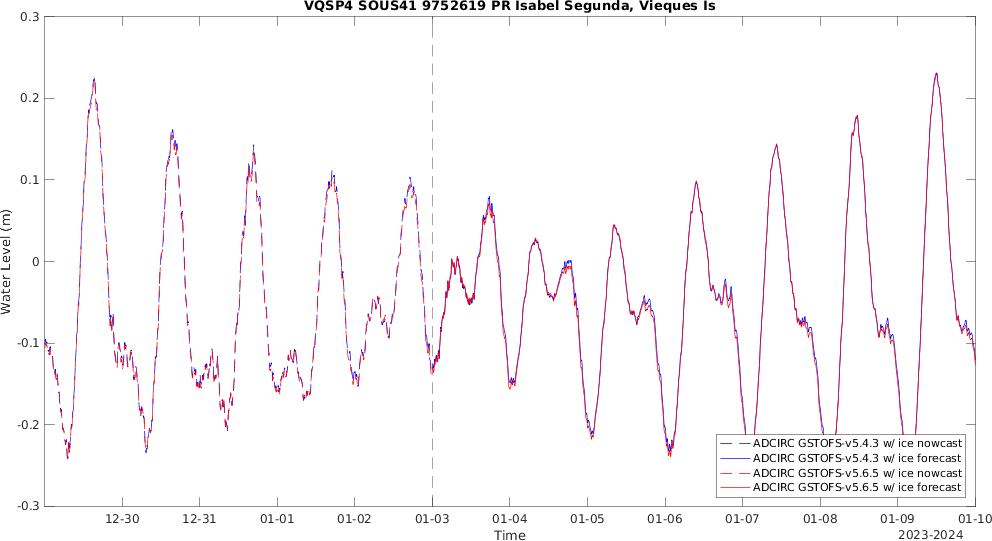 VQSP4 SOUS41 9752619 PR Isabel Segunda, Vieques Is
0.3
0.2
0.1
0
-0.1
-0.2
-0.3
Water Level (m)
12-30
12-31
01-01
01-02
01-03
01-04
01-05
01-06
01-07
01-08
01-09
01-10
Time
2023-2024
ADCIRC GSTOFS-v5.4.3 w/ ice nowcast
ADCIRC GSTOFS-v5.4.3 w/ ice forecast
ADCIRC GSTOFS-v5.6.5 w/ ice nowcast
ADCIRC GSTOFS-v5.6.5 w/ ice forecast